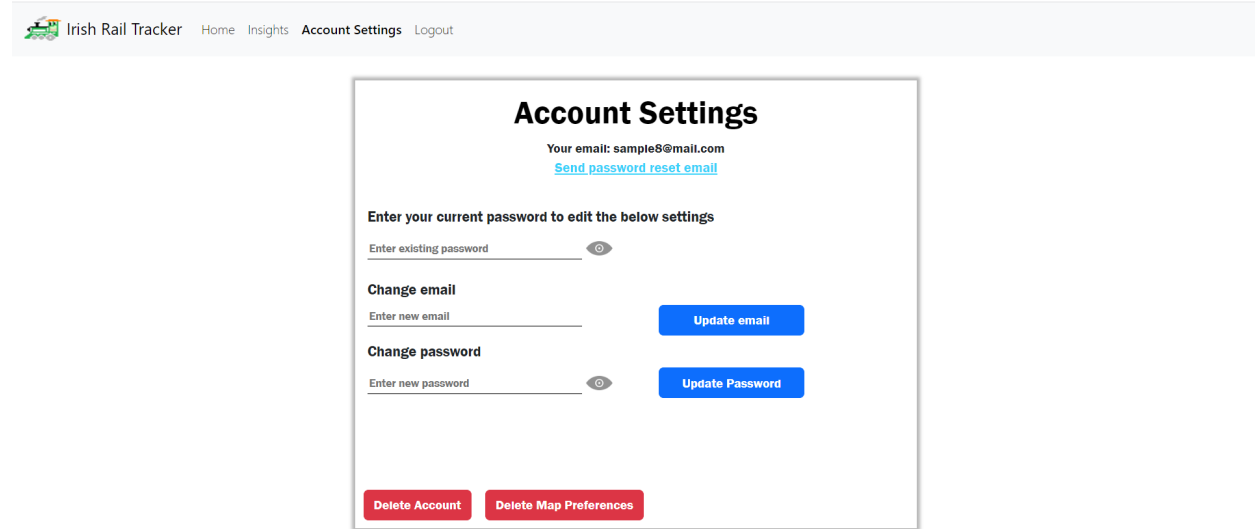 Irish Rail Tracker Home Insights Account Settings Logout
Account Settings
Your email: sample8@mail.com
Send password reset email
Enter your current password to edit the below settings
Enter existing password
Change email
Enter new email Update email
Change password
Enter new password Update Password
Delete Account Delete Map Preferences